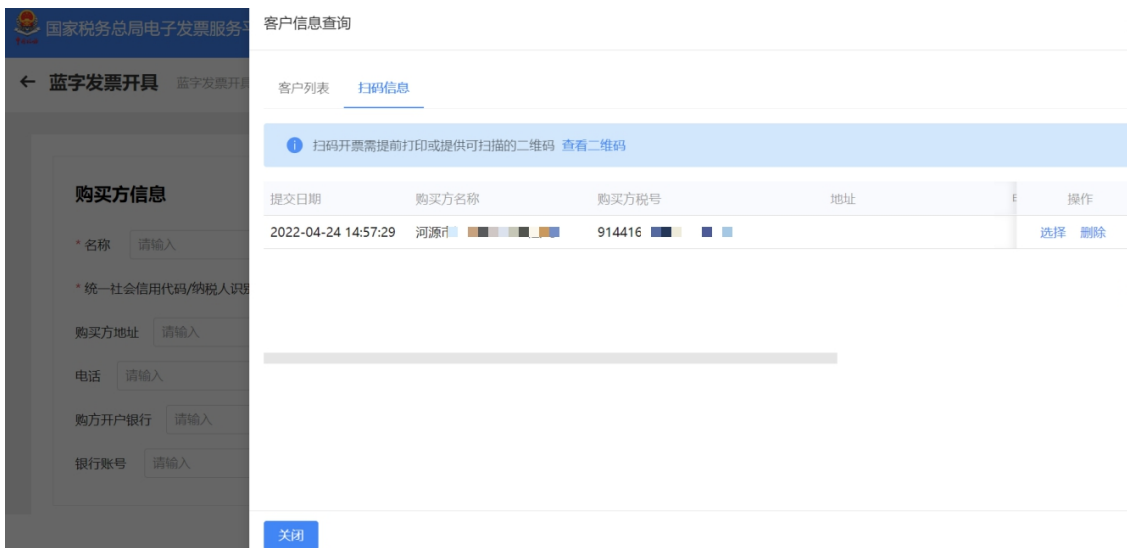 国家税务总局电子发票服务平
客户信息查询
← 蓝字发票开具 蓝字发票开具
客户列表 扫码信息
扫码开票需提前打印或提供可扫描的二维码 查看二维码
购买方信息
提交日期 购买方名称 购买方税号 地址 操作
* 名称 请输入
2022-04-24 14:57:29 河源市 914416 选择 删除
* 统一社会信用代码/纳税人识别
购买方地址 请输入
电话 请输入
购方开户银行 请输入
银行账号 请输入
关闭